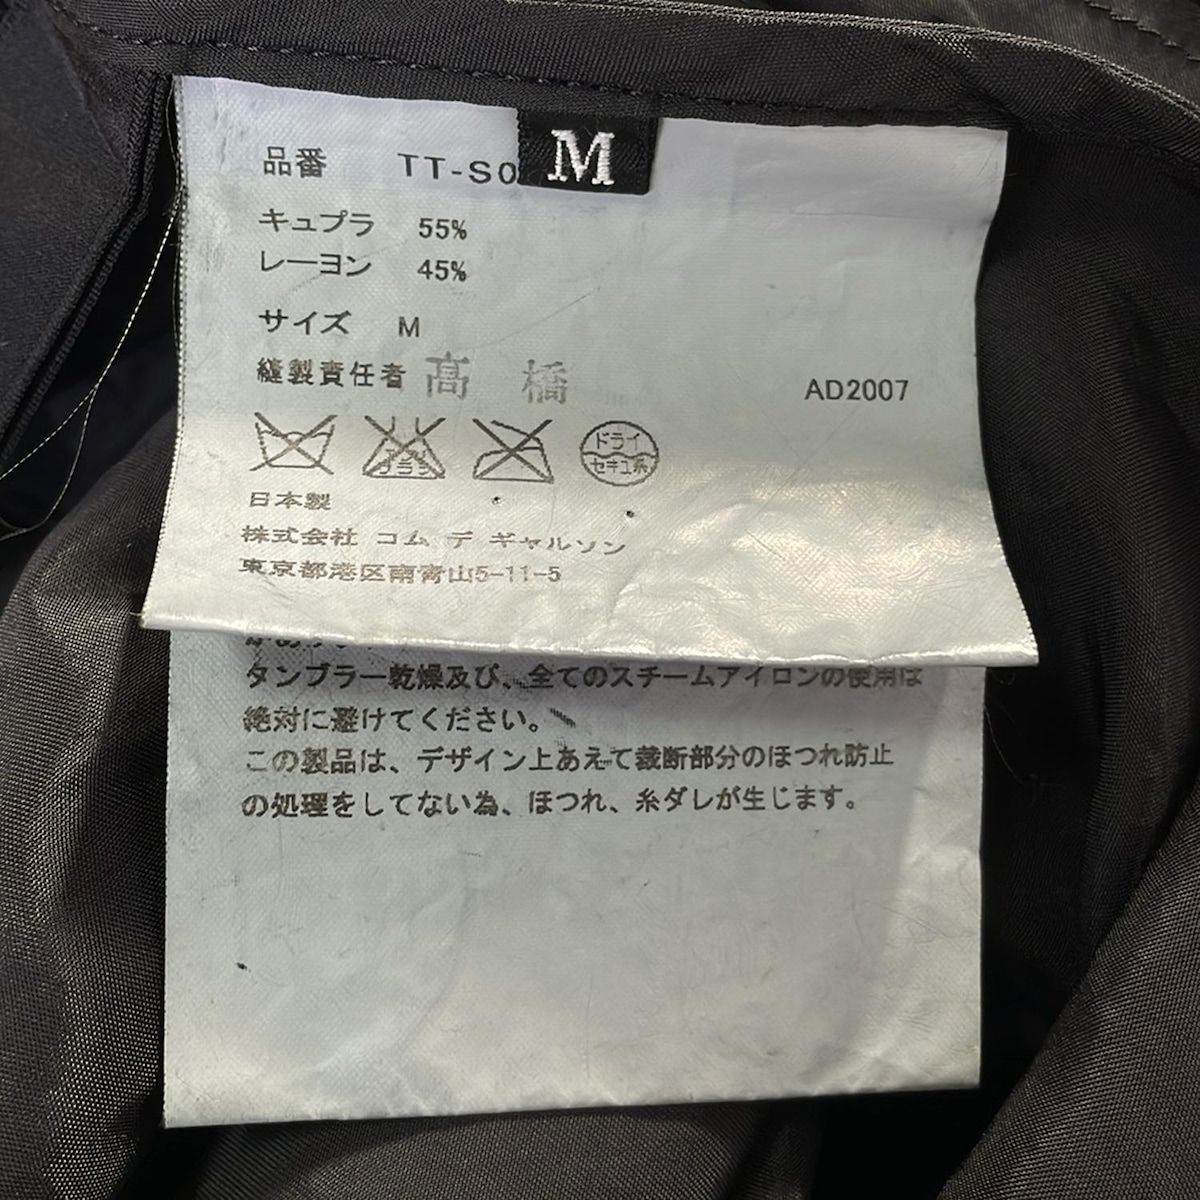 M
品番 TT-S0
キュプラ 55%
レーヨン 45%
サイズ M
縫製責任者 高 橋
AD2007
ドライ
セキユ系
日本製
株式会社 コム デ ギャルソン
東京都港区南青山5-11-5
タンブラー乾燥及び、全てのスチームアイロンの使用は
絶対に避けてください。
この製品は、デザイン上あえて裁断部分のほつれ防止
の処理をしてない為、ほつれ、糸ダレが生じます。